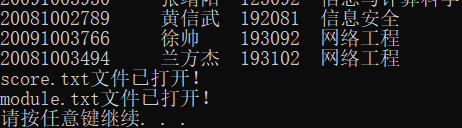 20081002789 黄信武 192081 信息安全
20091003766 徐帅 193092 网络工程
20081003494 兰方杰 193102 网络工程
score.txt文件已打开!
module.txt文件已打开!
请按任意键继续. . .